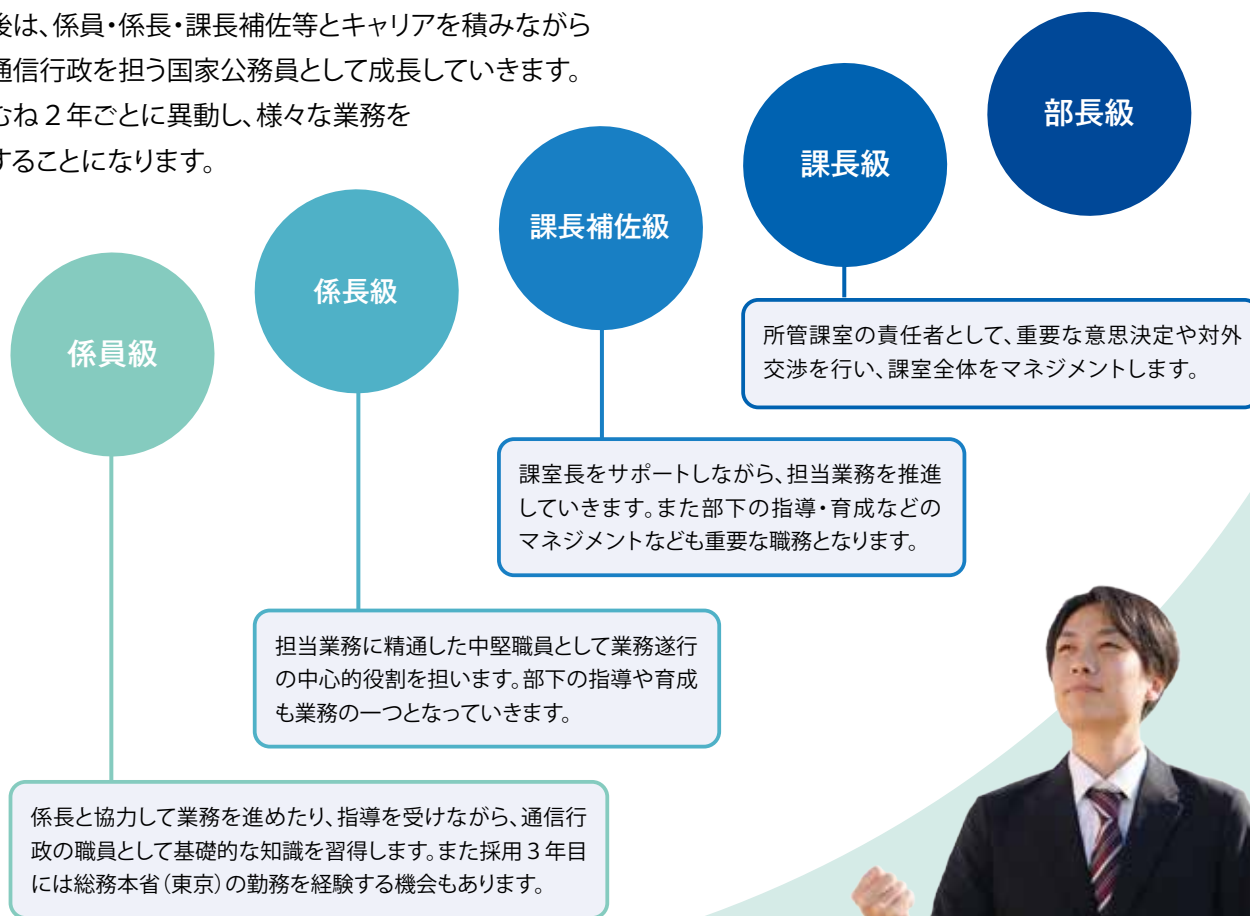 後は、係員・係長・課長補佐等とキャリアを積みながら
通信行政を担う国家公務員として成長していきます。
むね２年ごとに異動し、様々な業務を
することになります。
部長級
課長級
課長補佐級
係長級
係員級
所管課室の責任者として、重要な意思決定や対外
交渉を行い、課室全体をマネジメントします。
課室長をサポートしながら、担当業務を推進
していきます。また部下の指導・育成などの
マネジメントなども重要な職務となります。
担当業務に精通した中堅職員として業務遂行
の中心的役割を担います。部下の指導や育成
も業務の一つとなっていきます。
係長と協力して業務を進めたり、指導を受けながら、通信行
政の職員として基礎的な知識を習得します。また採用３年目
には総務本省（東京）の勤務を経験する機会もあります。